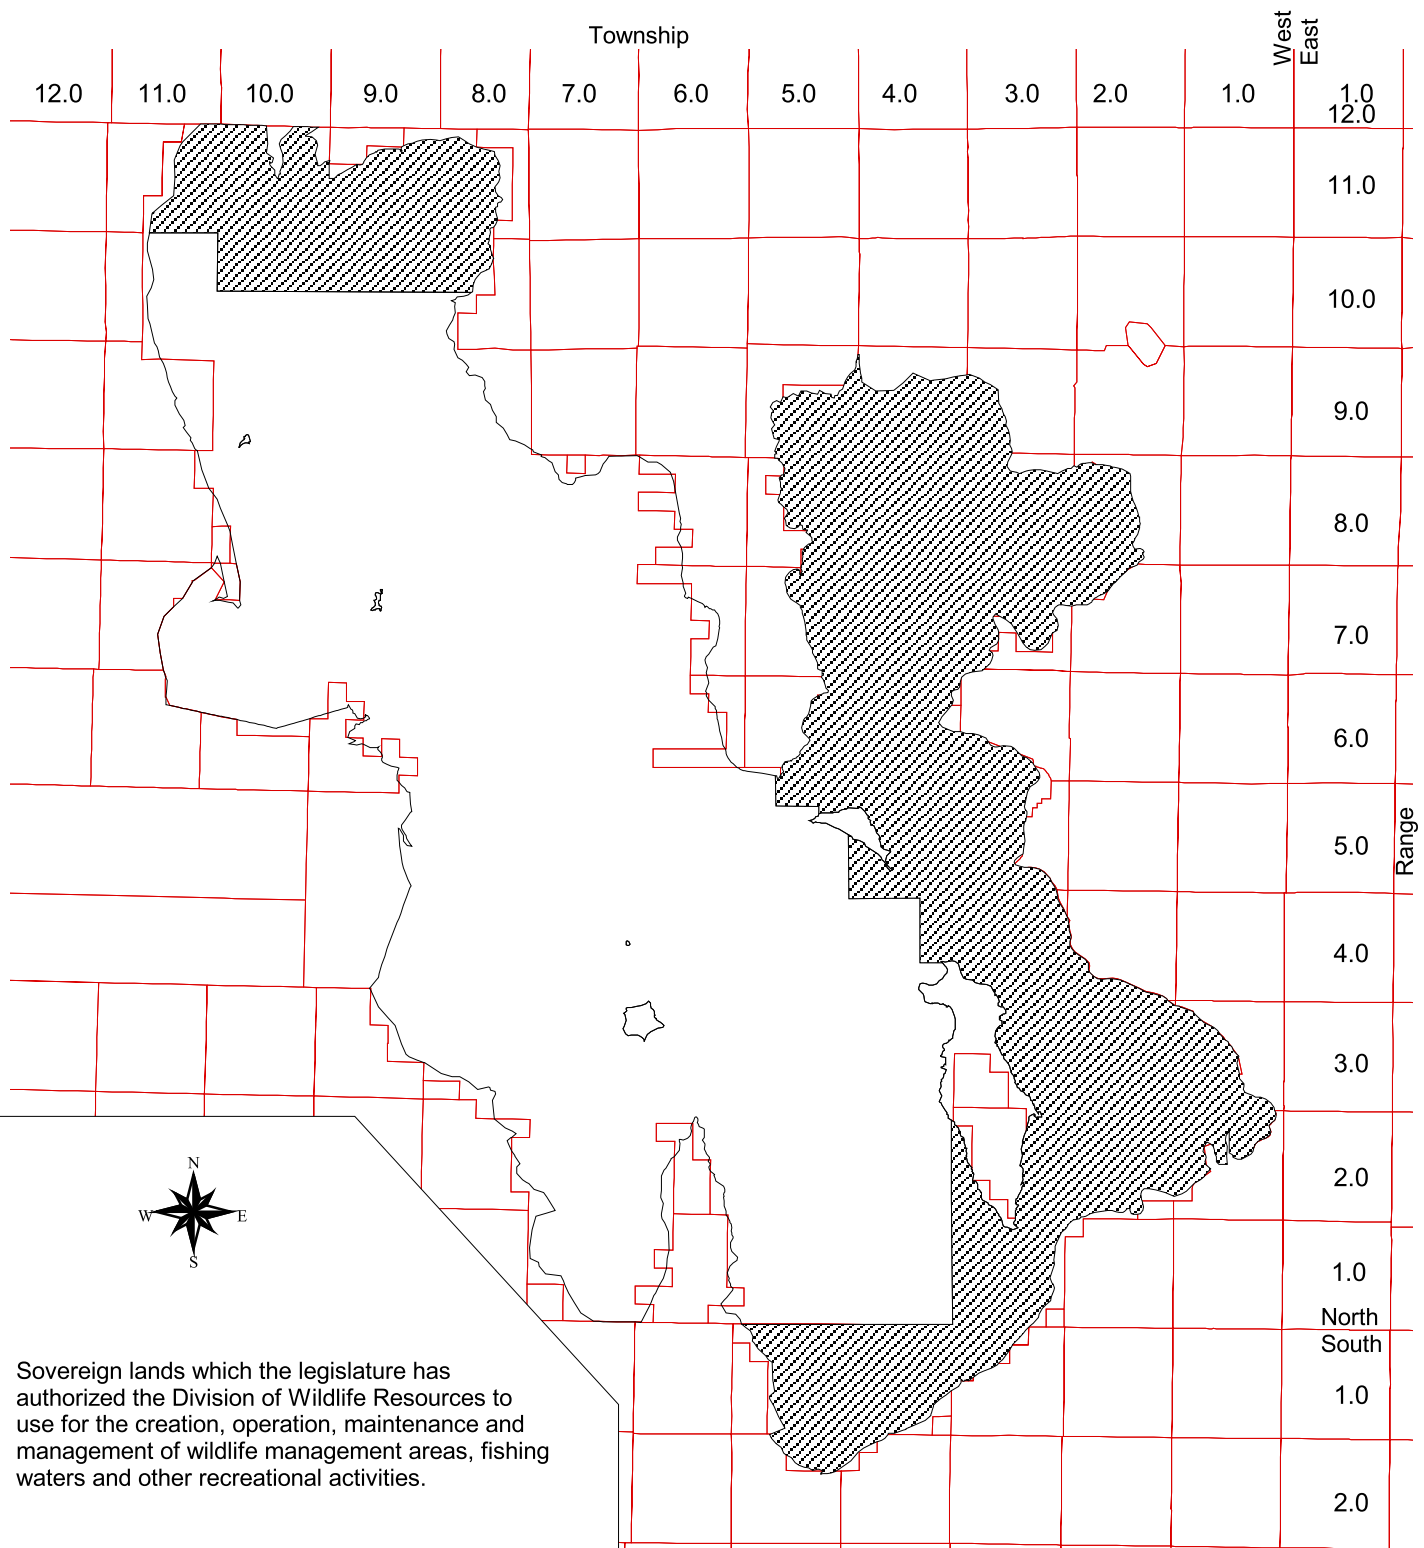 Township
West
East
12.0 11.0 10.0 9.0 8.0 7.0 6.0 5.0 4.0 3.0 2.0 1.0 1.0
12.0
11.0
10.0
9.0
8.0
7.0
6.0
5.0
Range
4.0
3.0
2.0
1.0
North
South
1.0
2.0
N
W E
S
Sovereign lands which the legislature has
authorized the Division of Wildlife Resources to
use for the creation, operation, maintenance and
management of wildlife management areas, fishing
waters and other recreational activities.